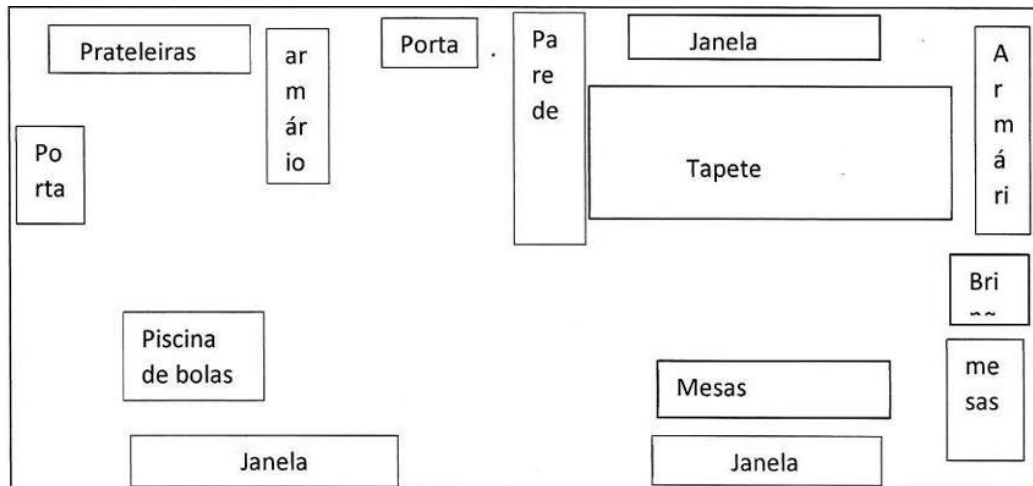 Prateleiras
ar
m
ár
io
Porta
Pa
re
de
Janela
A
r
m
á
ri
Po
rta
Tapete
Bri
Piscina
de bolas
Mesas
me
sas
Janela
Janela